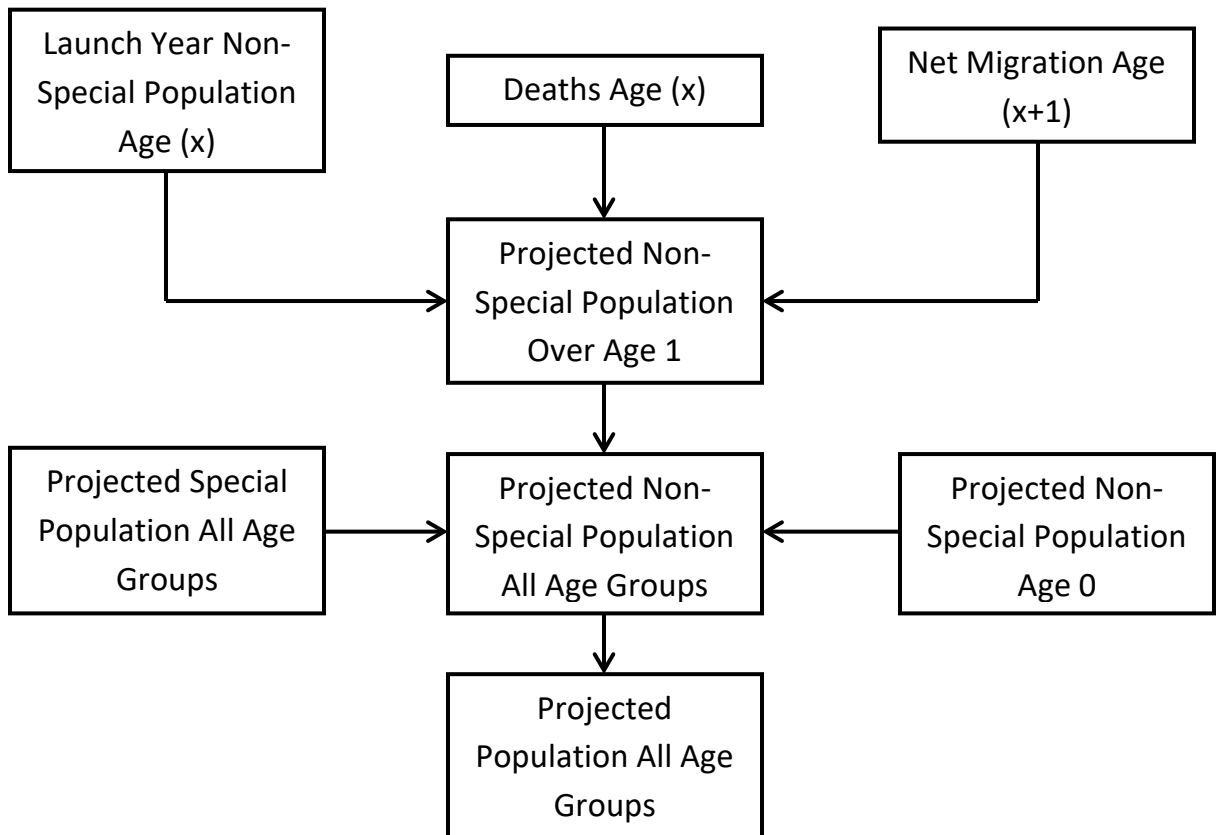 Launch Year Non-
Special Population
Age (x)
Deaths Age (x)
Net Migration Age
(x+1)
Projected Non-
Special Population
Over Age 1
Projected Special
Population All Age
Groups
Projected Non-
Special Population
All Age Groups
Projected Non-
Special Population
Age 0
Projected
Population All Age
Groups